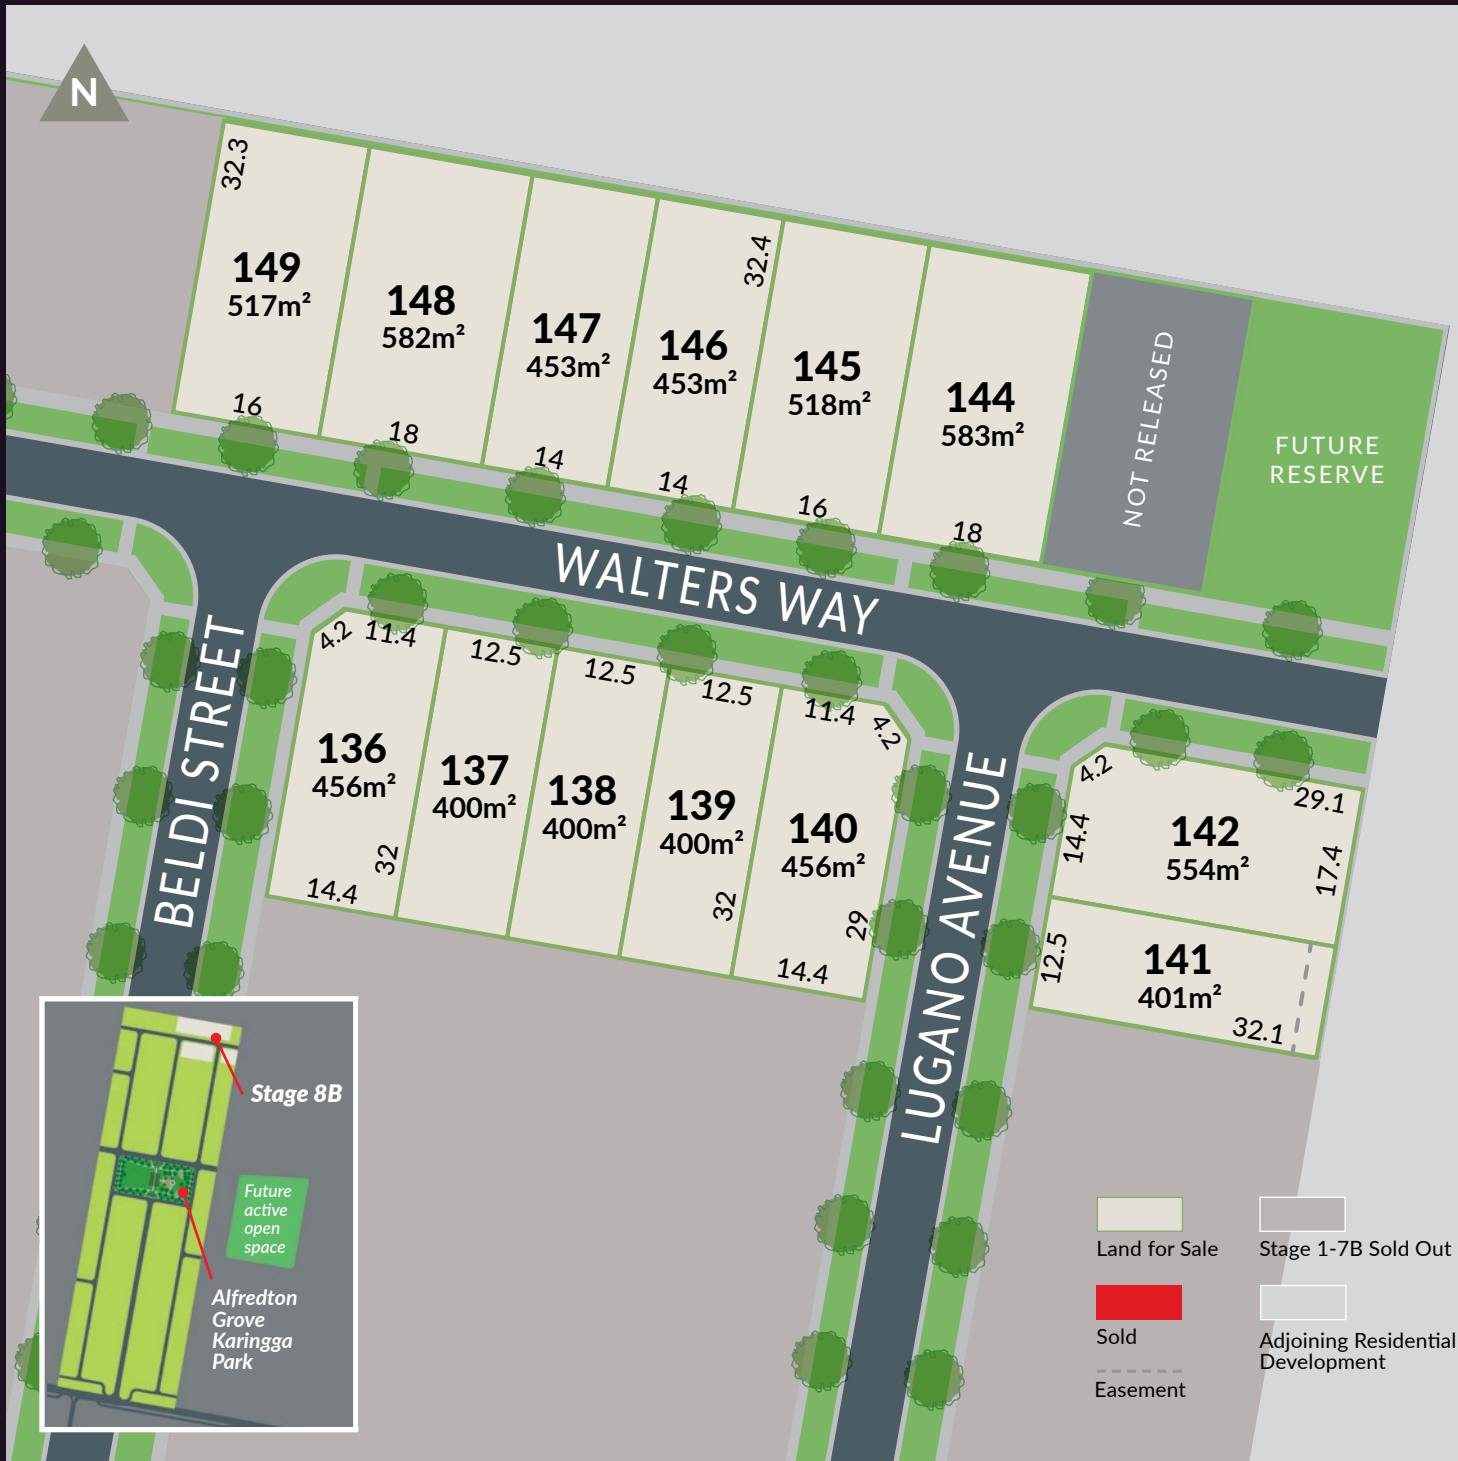 N
32.3
149
517m²
16
148
582m²
18
147
453m²
14
146
453m²
14
32.4
145
518m²
16
144
583m²
18
NOT RELEASED
FUTURE
RESERVE
WALTERS WAY
BELDI STREET
4.2
11.4
136
456m²
14.4
32
12.5
137
400m²
12.5
138
400m²
12.5
139
400m²
32
11.4
4.2
140
456m²
29
14.4
LUGANO AVENUE
4.2
29.1
14.4
142
554m²
17.4
12.5
141
401m²
32.1
Stage 8B
Future
active
open
space
Alfredton
Grove
Karingga
Park
Land for Sale
Stage 1-7B Sold Out
Sold
Adjoining Residential
Development
Easement